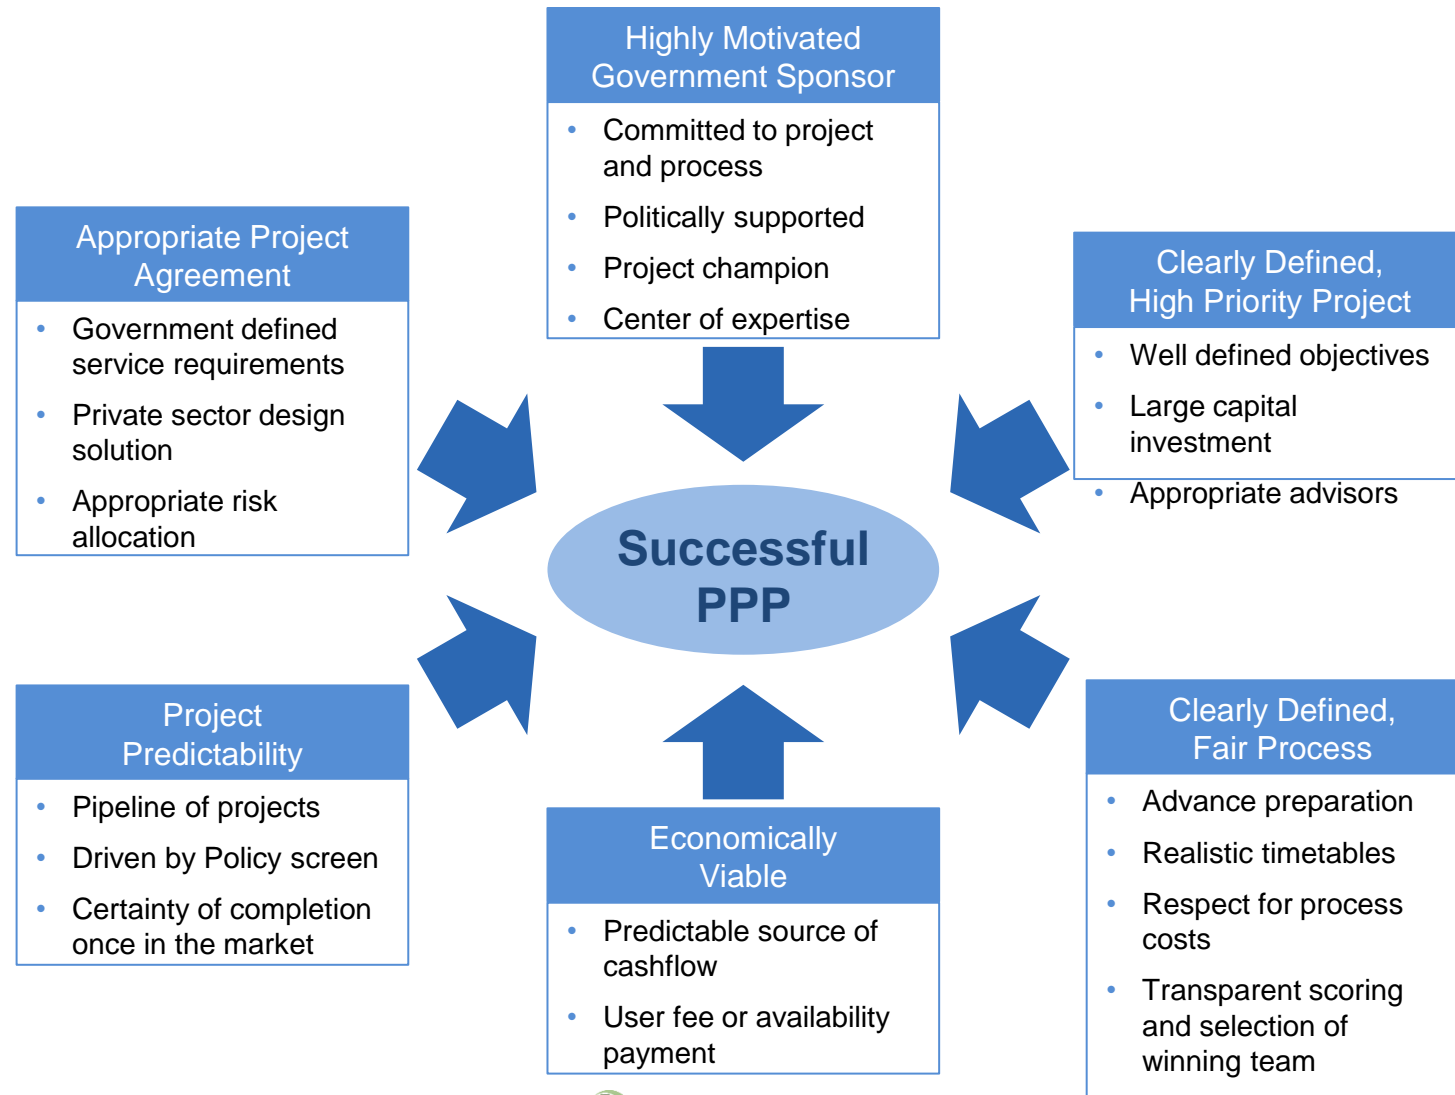 Highly Motivated
Government Sponsor
• Committed to project
and process
• Politically supported
• Project champion
• Center of expertise
Appropriate Project
Agreement
• Government defined
service requirements
• Private sector design
solution
• Appropriate risk
allocation
Clearly Defined,
High Priority Project
• Well defined objectives
• Large capital
investment
• Appropriate advisors
Successful
PPP
Project
Predictability
• Pipeline of projects
• Driven by Policy screen
• Certainty of completion
once in the market
Economically
Viable
• Predictable source of
cashflow
• User fee or availability
payment
Clearly Defined,
Fair Process
• Advance preparation
• Realistic timetables
• Respect for process
costs
• Transparent scoring
and selection of
winning team